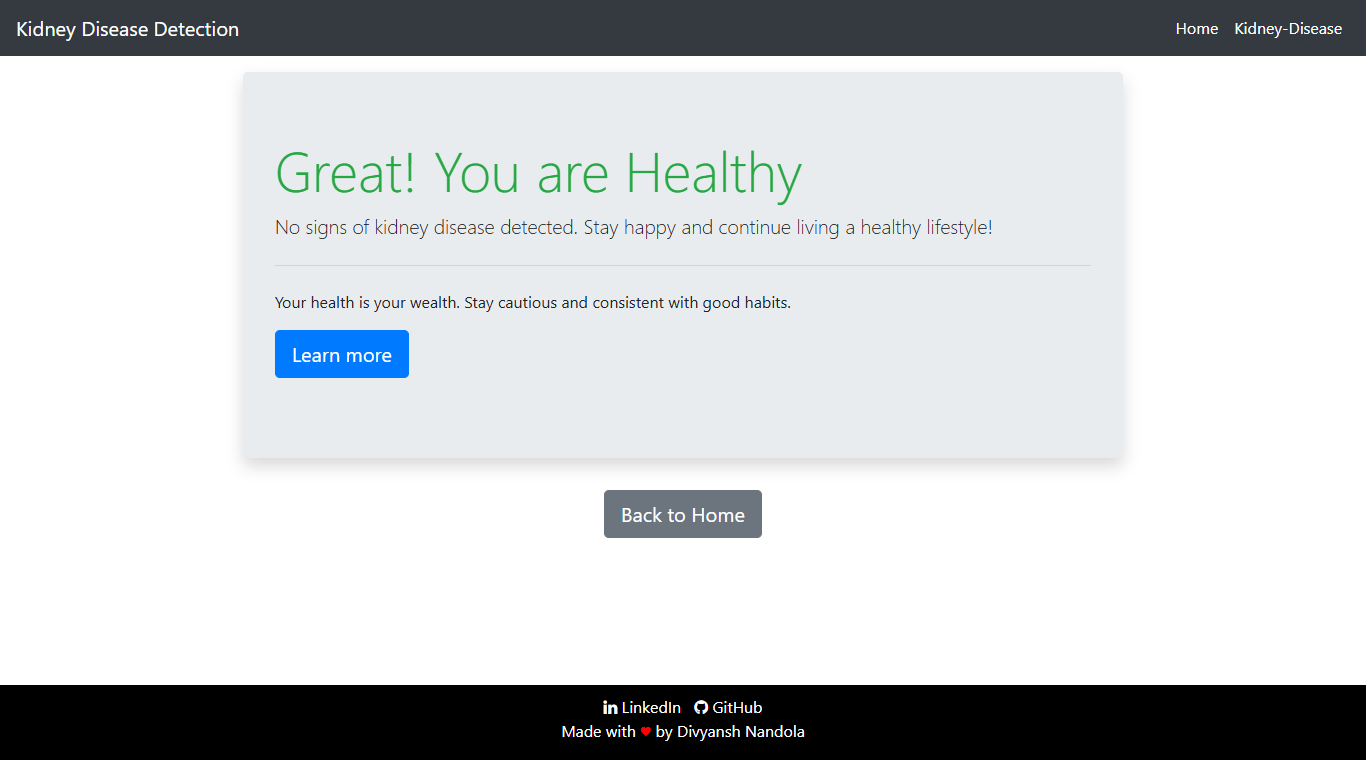 Kidney Disease Detection
Home Kidney-Disease
Great! You are Healthy
No signs of kidney disease detected. Stay happy and continue living a healthy lifestyle!
Your health is your wealth. Stay cautious and consistent with good habits.
Learn more
Back to Home
LinkedIn GitHub
Made with ♥ by Divyansh Nandola